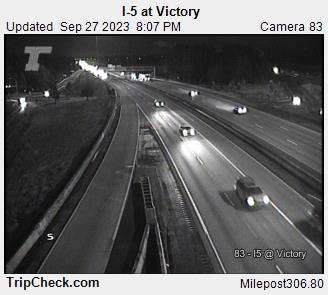 I-5 at Victory
Updated Sep 27 2023 8:07 PM
Camera 83
T
S
83 - I5 @ Victory
TripCheck.com
Milepost306.80